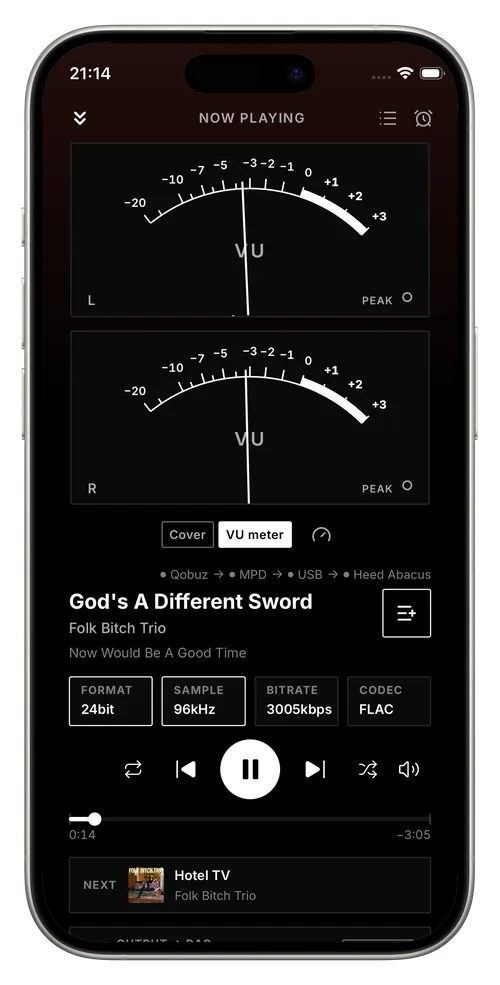 21:14
NOW PLAYING
−20 −10 −7 −5 −3 −2 −1 0 +1 +2 +3
VU
L PEAK
−20 −10 −7 −5 −3 −2 −1 0 +1 +2 +3
VU
R PEAK
Cover VU meter
Qobuz → MPD → USB → Heed Abacus
God's A Different Sword
Folk Bitch Trio
Now Would Be A Good Time
FORMAT SAMPLE BITRATE CODEC
24bit 96kHz 3005kbps FLAC
0:14 −3:05
NEXT
FOLK BITCH TRIO
Hotel TV
Folk Bitch Trio